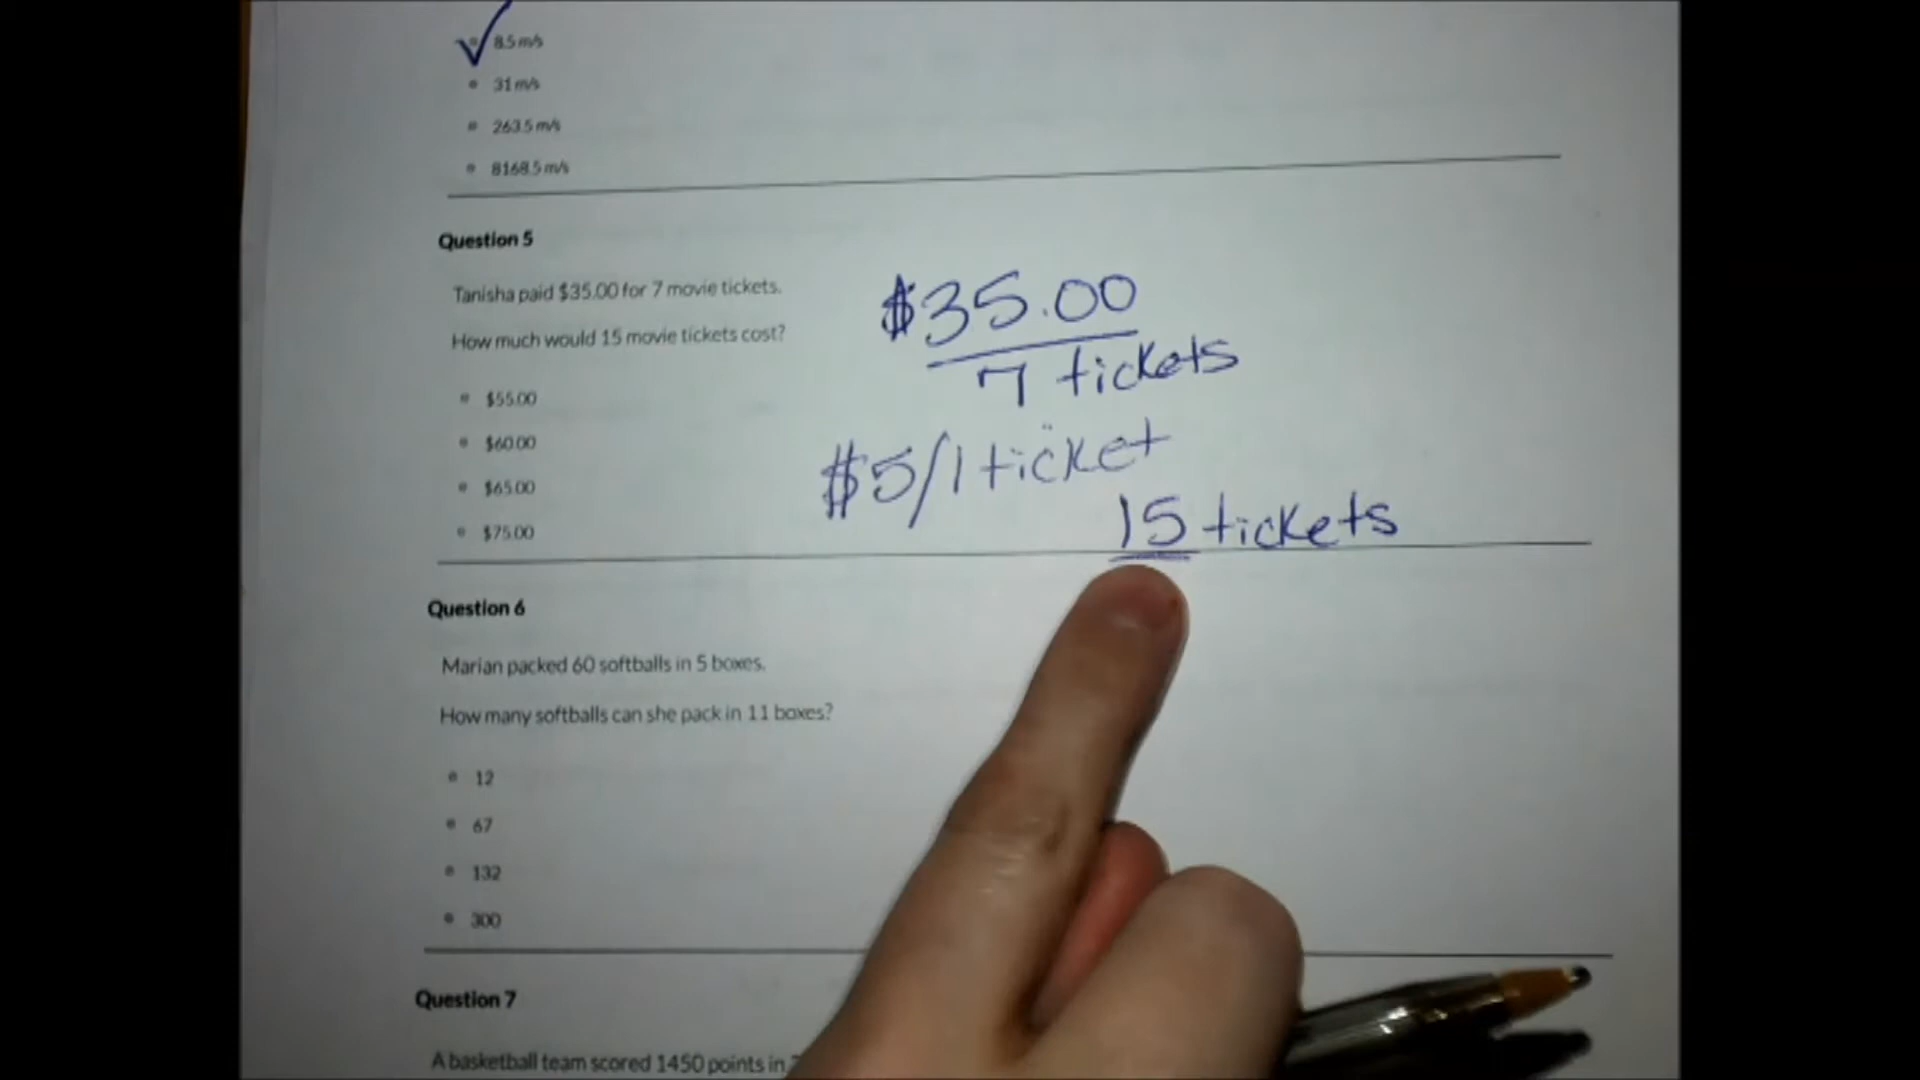 8.5 m/s
31 m/s
263.5 m/s
8168.5 m/s
Question 5
Tanisha paid $35.00 for 7 movie tickets.
How much would 15 movie tickets cost?
$55.00
$60.00
$65.00
$75.00
$35.00
7 tickets
$5/1 ticket
15 tickets
Question 6
Marian packed 60 softballs in 5 boxes.
How many softballs can she pack in 11 boxes?
12
67
132
300
Question 7
A basketball team scored 1450 points in